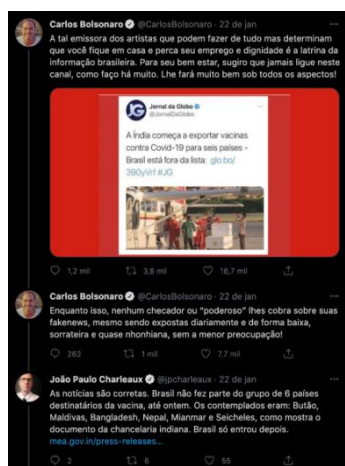 Carlos Bolsonaro @CarlosBolsonaro · 22 de jan
A tal emissora dos artistas que podem fazer de tudo mas determinam
que você fique em casa e perca seu emprego e dignidade é a latrina da
informação brasileira. Para seu bem estar, sugiro que jamais ligue neste
canal, como faço há muito. Lhe fará muito bem sob todos os aspectos!
JG
Jornal da Globo
@JornalDaGlobo
A Índia começa a exportar vacinas
contra Covid-19 para seis países -
Brasil está fora da lista: glo.bo/
390yVrf #JG
1,2 mil 3,8 mil 16,7 mil
Carlos Bolsonaro @CarlosBolsonaro · 22 de jan
Enquanto isso, nenhum checador ou "poderoso" lhes cobra sobre suas
fakenews, mesmo sendo expostas diariamente e de forma baixa,
sorrateira e quase nhonhiana, sem a menor preocupação!
262 1 mil 7,7 mil
João Paulo Charleaux @jpcharleaux · 22 de jan
As notícias são corretas. Brasil não fez parte do grupo de 6 países
destinatários da vacina, até ontem. Os contemplados eram: Butão,
Maldivas, Bangladesh, Nepal, Mianmar e Seicheles, como mostra o
documento da chancelaria indiana. Brasil só entrou depois.
mea.gov.in/press-releases...
2 6 55